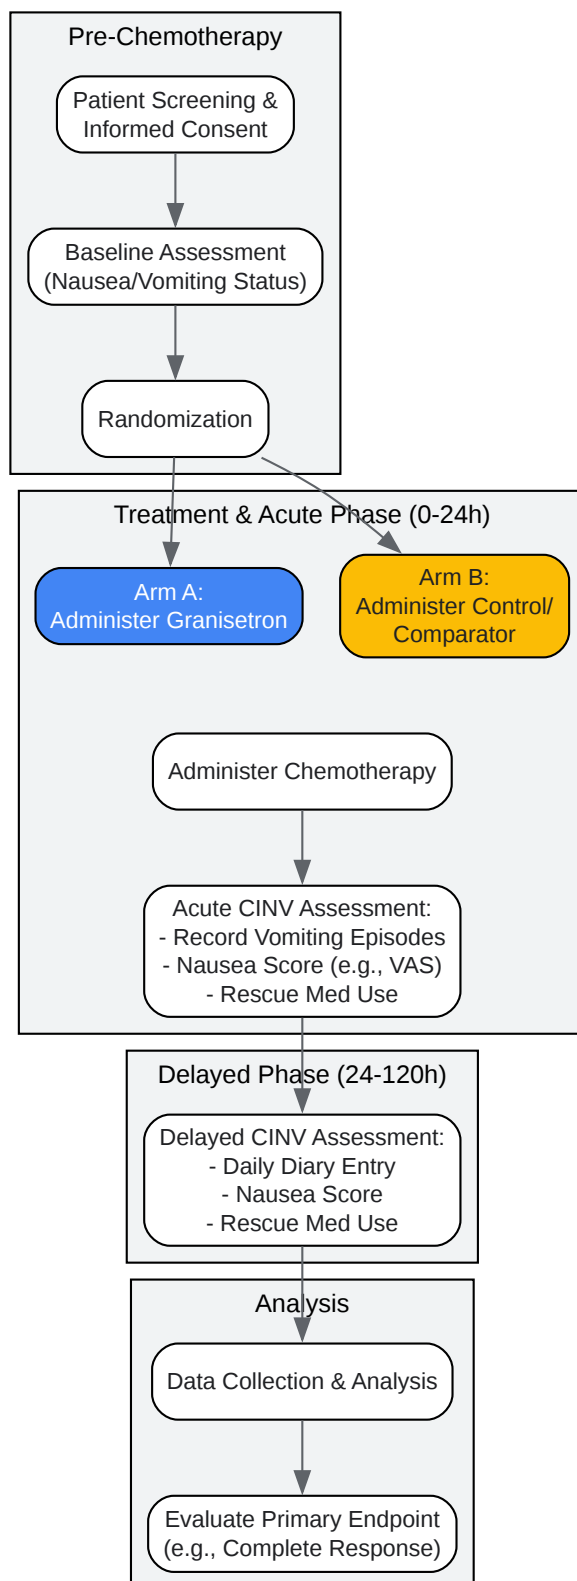 Pre-Chemotherapy
Patient Screening &
Informed Consent
Baseline Assessment
(Nausea/Vomiting Status)
Randomization
Treatment & Acute Phase (0-24h)
Arm A:
Administer Granisetron
Arm B:
Administer Control/
Comparator
Administer Chemotherapy
Acute CINV Assessment:
- Record Vomiting Episodes
- Nausea Score (e.g., VAS)
- Rescue Med Use
Delayed Phase (24-120h)
Delayed CINV Assessment:
- Daily Diary Entry
- Nausea Score
- Rescue Med Use
Analysis
Data Collection & Analysis
Evaluate Primary Endpoint
(e.g., Complete Response)